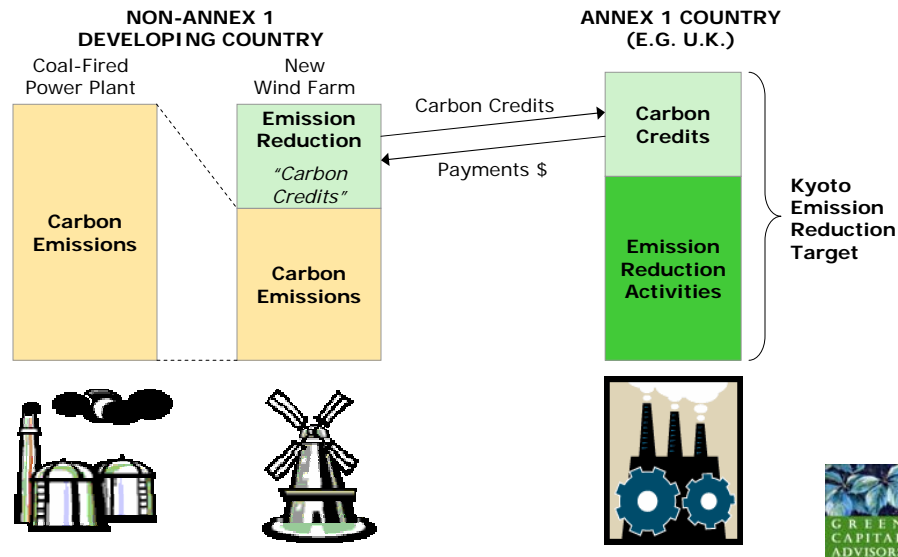 NON-ANNEX 1
DEVELOPING COUNTRY
ANNEX 1 COUNTRY
(E.G. U.K.)
Coal-Fired
Power Plant
New
Wind Farm
Carbon
Emissions
Emission
Reduction
“Carbon
Credits”
Carbon
Emissions
Carbon Credits
Payments $
Carbon
Credits
Emission
Reduction
Activities
Kyoto
Emission
Reduction
Target
GREEN
CAPITAL
ADVISOR